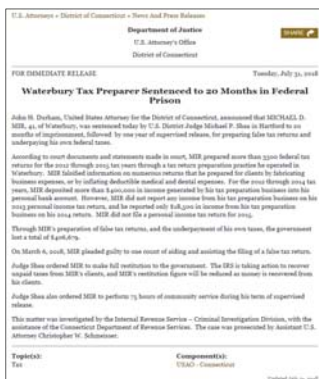 U.S. Attorneys » District of Connecticut » News And Press Releases
Department of Justice
SHARE
U.S. Attorney's Office
District of Connecticut
FOR IMMEDIATE RELEASE
Tuesday, July 31, 2018
Waterbury Tax Preparer Sentenced to 20 Months in Federal
Prison
John H. Durham, United States Attorney for the District of Connecticut, announced that MICHAEL D.
MIR, 41, of Waterbury, was sentenced today by U.S. District Judge Michael P. Shea in Hartford to 20
months of imprisonment, followed by one year of supervised release, for preparing false tax returns and
underpaying his own federal taxes.
According to court documents and statements made in court, MIR prepared more than 3500 federal tax
returns for the 2012 through 2015 tax years through a tax return preparation practice he operated in
Waterbury. MIR falsified information on numerous returns that he prepared for clients by fabricating
business expenses, or by inflating deductible medical and dental expenses. For the 2012 through 2014 tax
years, MIR deposited more than $400,000 in income generated by his tax preparation business into his
personal bank account. However, MIR did not report any income from his tax preparation business on his
2013 personal income tax return, and he reported only in income from his tax preparation
business on his 2014 return. MIR did not file a personal income tax return for 2015.
Through MIR's preparation of false tax returns, and the underpayment of his own taxes, the government
lost a total of
On March 6, 2018, MIR pleaded guilty to one count of aiding and assisting the filing of a false tax return.
Judge Shea ordered MIR to make full restitution to the government. The IRS is taking action to recover
unpaid taxes from MIR's clients, and MIR's restitution figure will be reduced as money is recovered from
his clients.
Judge Shea also ordered MIR to perform 75 hours of community service during his term of supervised
release.
This matter was investigated by the Internal Revenue Service – Criminal Investigation Division, with the
assistance of the Connecticut Department of Revenue Services. The case was prosecuted by Assistant U.S.
Attorney Christopher W. Schmeisser.
Topic(s):
Component(s):
Tax
USAO - Connecticut
Updated July 31, 2018